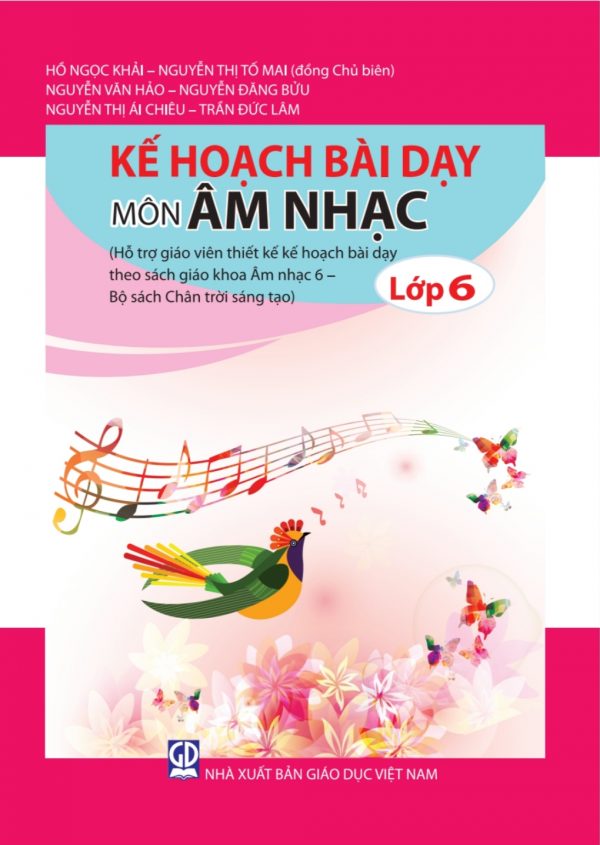 HỒ NGỌC KHẢI – NGUYỄN THỊ TỐ MAI (đồng Chủ biên)
NGUYỄN VĂN HẢO – NGUYỄN ĐĂNG BỬU
NGUYỄN THỊ ÁI CHIÊU – TRẦN ĐỨC LÂM
KẾ HOẠCH BÀI DẠY
MÔN ÂM NHẠC
(Hỗ trợ giáo viên thiết kế kế hoạch bài dạy
theo sách giáo khoa Âm nhạc 6 –
Bộ sách Chân trời sáng tạo)
Lớp 6
GD
NHÀ XUẤT BẢN GIÁO DỤC VIỆT NAM